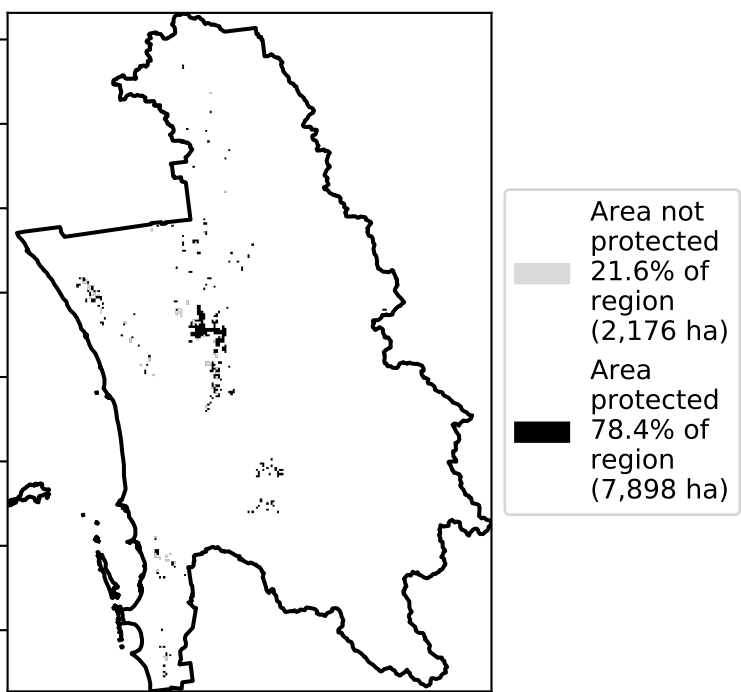 Area not
protected
21.6% of
region
(2,176 ha)
Area
protected
78.4% of
region
(7,898 ha)